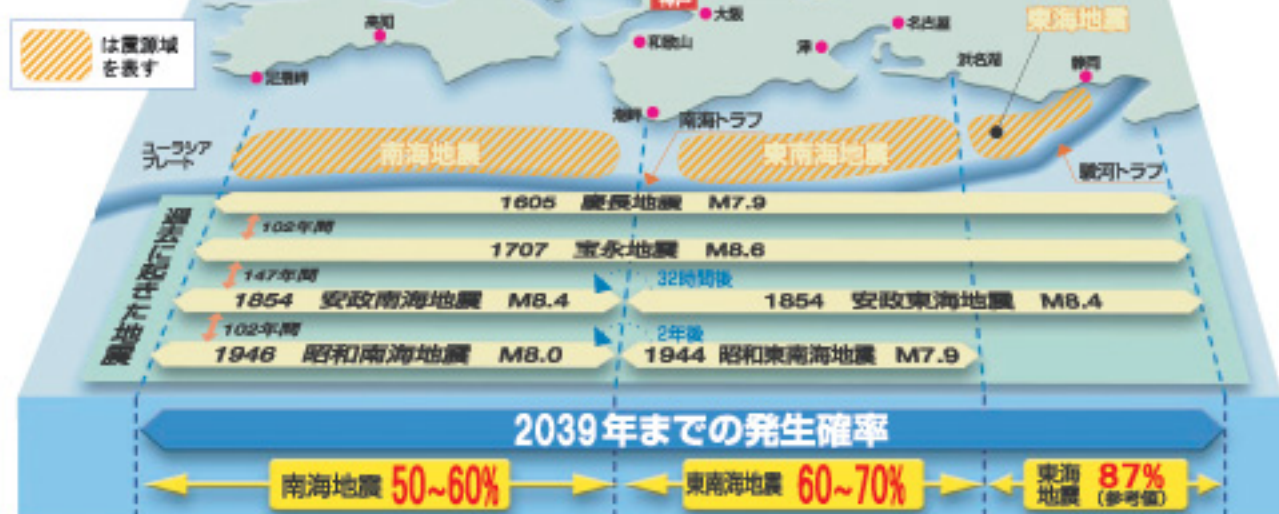 は震源域
を表す
高知
足摺岬
神戸
大阪
和歌山
潮岬
津
名古屋
浜名湖
静岡
東海地震
ユーラシア
プレート
南海地震
南海トラフ
東南海地震
駿河トラフ
過去に起きた地震
1605 慶長地震 M7.9
102年間
1707 宝永地震 M8.6
147年間
32時間後
1854 安政南海地震 M8.4
1854 安政東海地震 M8.4
102年間
2年後
1946 昭和南海地震 M8.0
1944 昭和東南海地震 M7.9
2039年までの発生確率
南海地震 50~60%
東南海地震 60~70%
東海
地震 87%
(参考値)